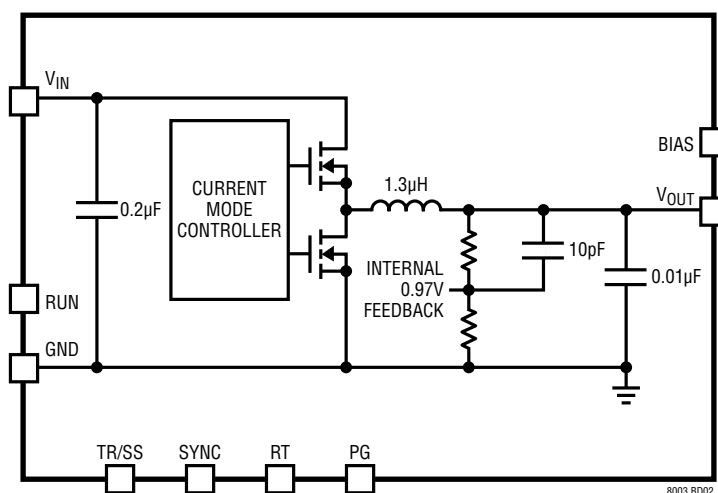 VIN
BIAS
1.3µH
VOUT
CURRENT
MODE
CONTROLLER
0.2µF
10pF
INTERNAL
0.97V
FEEDBACK
0.01µF
RUN
GND
TR/SS
SYNC
RT
PG
8003 BD02